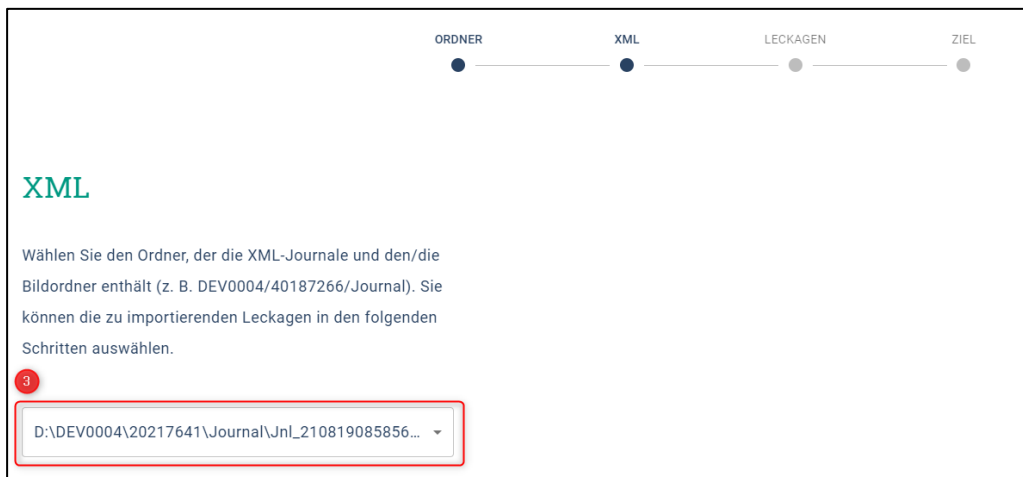 ORDNER XML LECKAGEN ZIEL
XML
Wählen Sie den Ordner, der die XML-Journale und den/die
Bildordner enthält (z. B. DEV0004/40187266/Journal). Sie
können die zu importierenden Leckagen in den folgenden
Schritten auswählen.
3
D:\DEV0004\20217641\Journal\Jnl_210819085856...